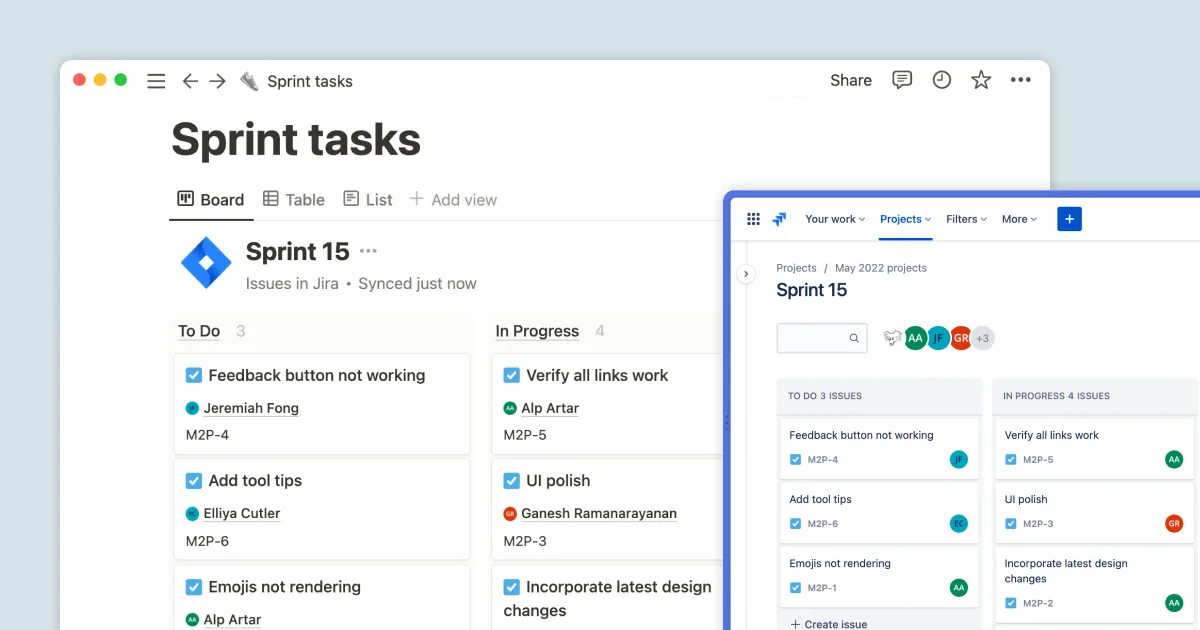 Sprint tasks
Share
Sprint tasks
Board
Table
List
Add view
Sprint 15
Issues in Jira • Synced just now
To Do 3
Feedback button not working
JF Jeremiah Fong
M2P-4
Add tool tips
EC Elliya Cutler
M2P-6
Emojis not rendering
AA Alp Artar
In Progress 4
Verify all links work
AA Alp Artar
M2P-5
UI polish
GR Ganesh Ramanarayanan
M2P-3
Incorporate latest design
changes
Your work
Projects
Filters
More
Projects / May 2022 projects
Sprint 15
AA JF GR +3
TO DO 3 ISSUES
Feedback button not working
M2P-4 JF
Add tool tips
M2P-6 EC
Emojis not rendering
M2P-1 AA
+ Create issue
IN PROGRESS 4 ISSUES
Verify all links work
M2P-5 AA
UI polish
M2P-3 GR
Incorporate latest design
changes
M2P-2 AA